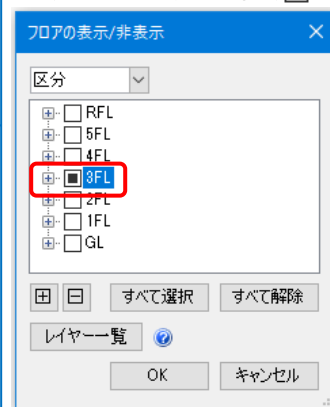 フロアの表示/非表示
区分
RFL
5FL
4FL
3FL
2FL
1FL
GL
すべて選択 すべて解除
レイヤー一覧
OK キャンセル